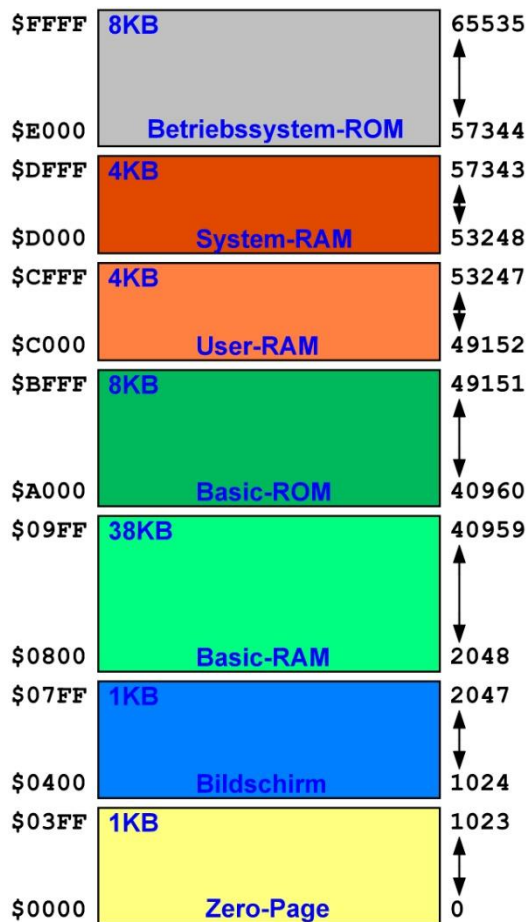 $FFFF 8KB 65535
$E000 Betriebssystem-ROM 57344
$DFFF 4KB 57343
$D000 System-RAM 53248
$CFFF 4KB 53247
$C000 User-RAM 49152
$BFFF 8KB 49151
$A000 Basic-ROM 40960
$09FF 38KB 40959
$0800 Basic-RAM 2048
$07FF 1KB 2047
$0400 Bildschirm 1024
$03FF 1KB 1023
$0000 Zero-Page 0